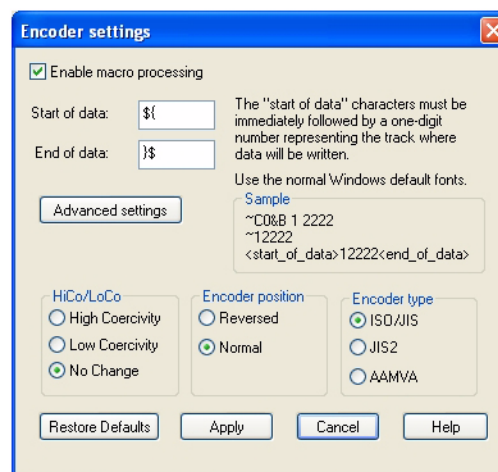 Encoder settings
Enable macro processing
Start of data: ${
End of data: }$
The "start of data" characters must be
immediately followed by a one-digit
number representing the track where
data will be written.
Use the normal Windows default fonts.
Advanced settings
Sample
~C0&B 1 2222
~12222
<start_of_data>12222<end_of_data>
HiCo/LoCo
High Coercivity
Low Coercivity
No Change
Encoder position
Reversed
Normal
Encoder type
ISO/JIS
JIS2
AAMVA
Restore Defaults Apply Cancel Help